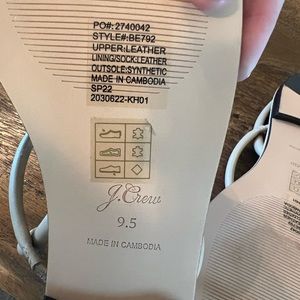 PO#: 2740042
STYLE#: BE792
UPPER:LEATHER
LINING/SOCK:LEATHER
OUTSOLE:SYNTHETIC
MADE IN CAMBODIA
SP22
2030622-KH01
J.Crew
9.5
MADE IN CAMBODIA